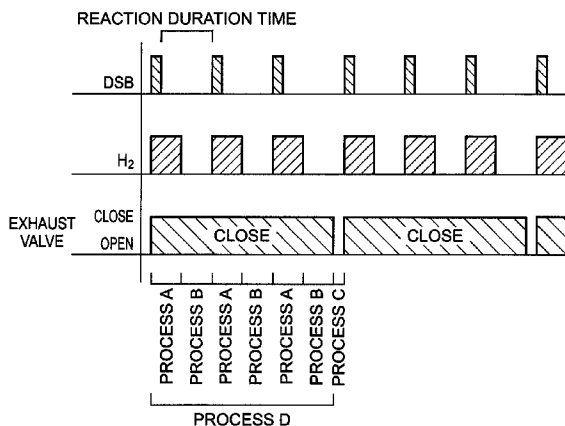 REACTION DURATION TIME
DSB
H2
EXHAUST VALVE
CLOSE
OPEN
CLOSE
CLOSE
PROCESS A
PROCESS B
PROCESS A
PROCESS B
PROCESS A
PROCESS B
PROCESS C
PROCESS D